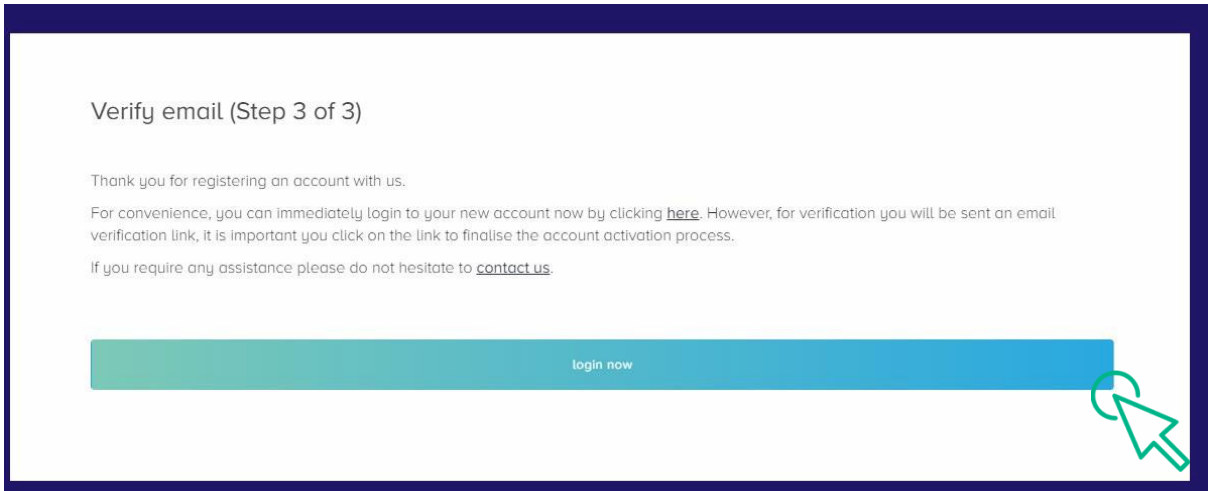 Verify email (Step 3 of 3)
Thank you for registering an account with us.
For convenience, you can immediately login to your new account now by clicking here. However, for verification you will be sent an email
verification link, it is important you click on the link to finalise the account activation process.
If you require any assistance please do not hesitate to contact us.
login now